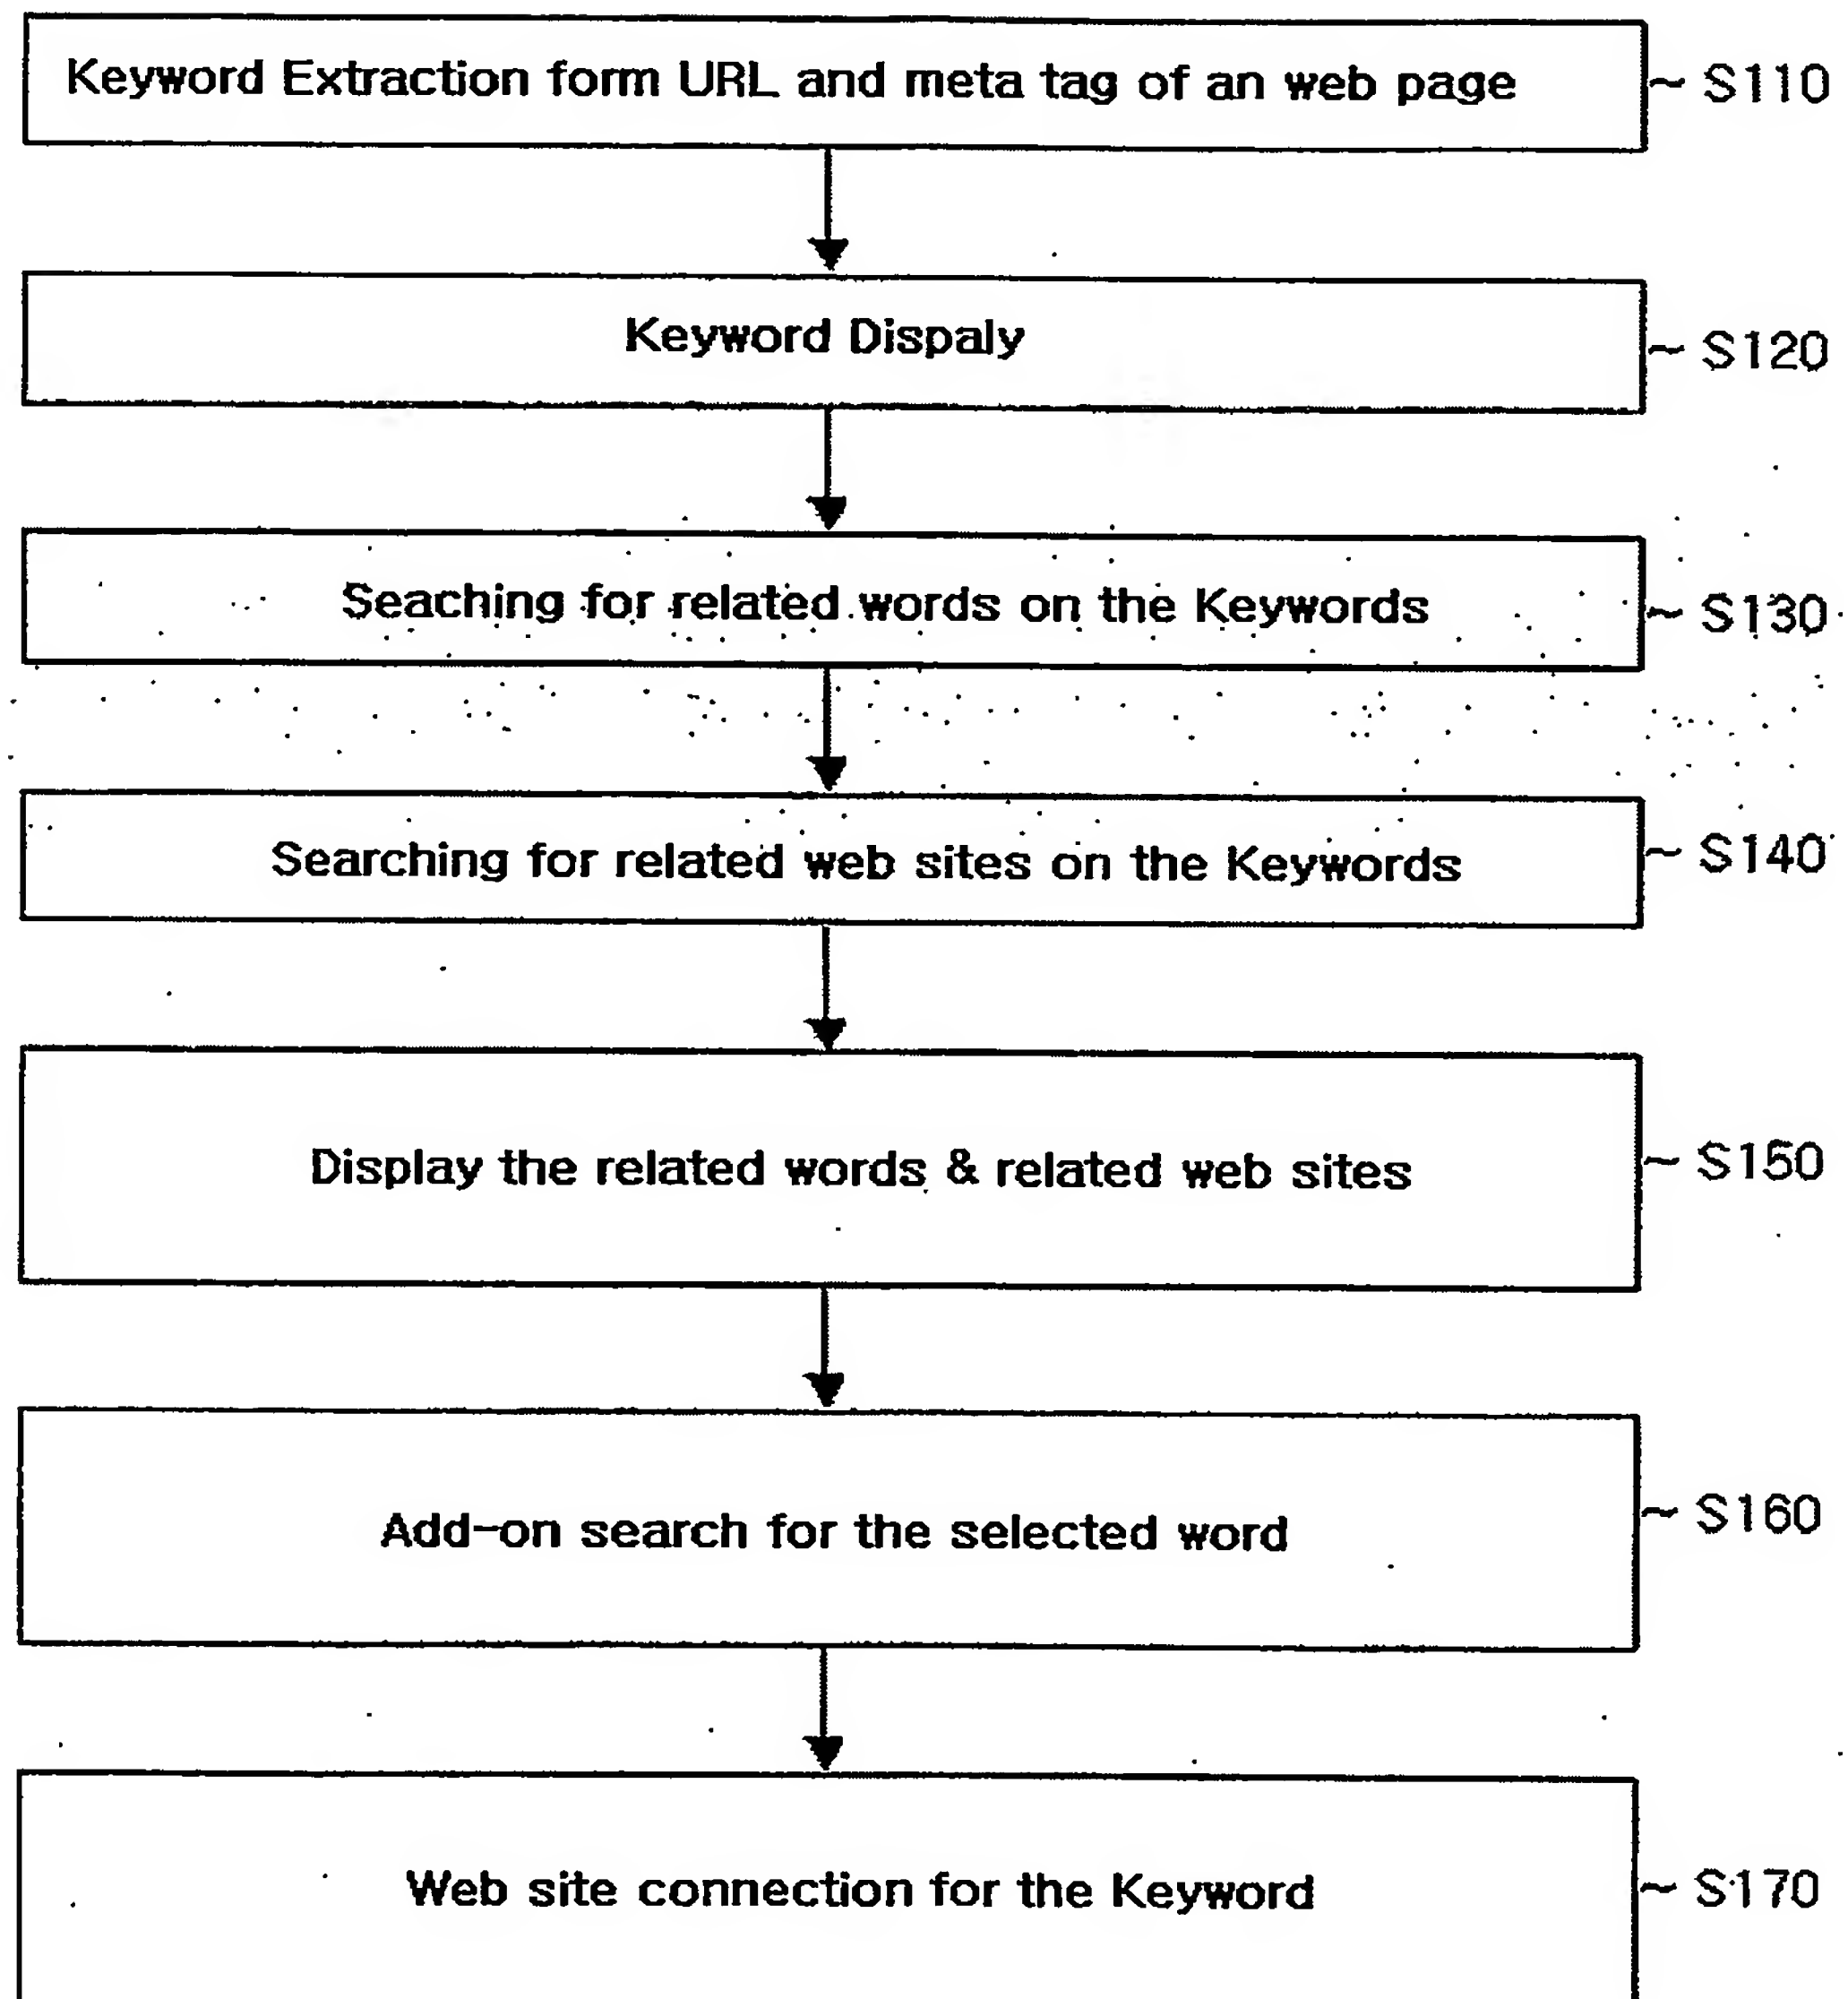 Keyword Extraction form URL and meta tag of an web page ~ S110
Keyword Dispaly ~ S120
Seaching for related words on the Keywords ~ S130
Searching for related web sites on the Keywords ~ S140
Display the related words & related web sites ~ S150
Add-on search for the selected word ~ S160
Web site connection for the Keyword ~ S170